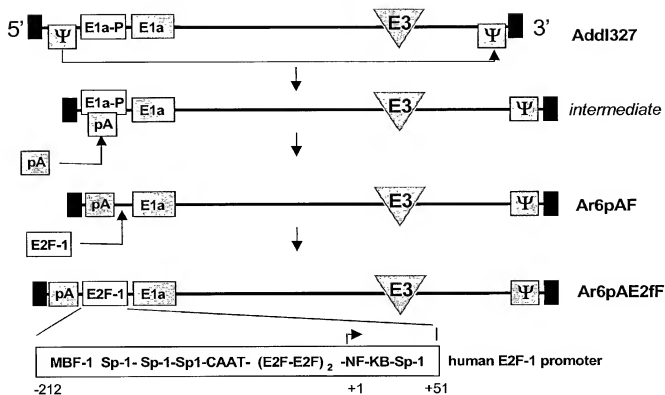 5' Ψ E1a-P E1a E3 Ψ 3' Addl327
E1a-P pA E1a E3 Ψ intermediate
pA
pA E1a E3 Ψ Ar6pAF
E2F-1
pA E2F-1 E1a E3 Ψ Ar6pAE2fF
MBF-1 Sp-1- Sp-1-Sp1-CAAT- (E2F-E2F) 2 -NF-KB-Sp-1 human E2F-1 promoter
-212 +1 +51